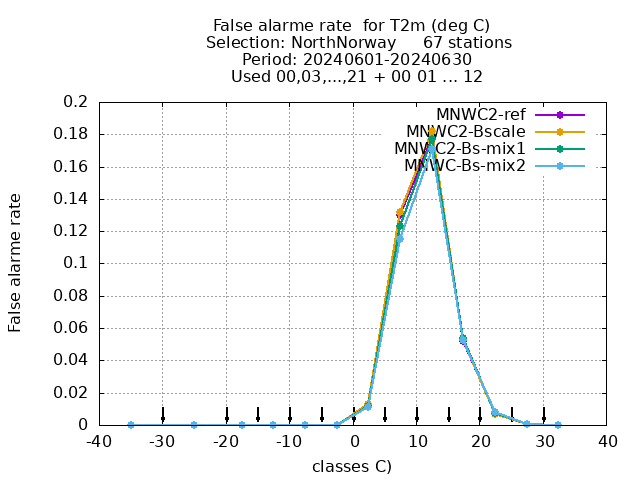 False alarme rate  for T2m (deg C)
Selection: NorthNorway     67 stations
Period: 20240601-20240630
Used 00,03,...,21 + 00 01 ... 12
MNWC2-ref
MNWC2-Bscale
MNWC2-Bs-mix1
MNWC-Bs-mix2
False alarme rate
0.2
0.18
0.16
0.14
0.12
0.1
0.08
0.06
0.04
0.02
0
-40 -30 -20 -10 0 10 20 30 40
classes C)